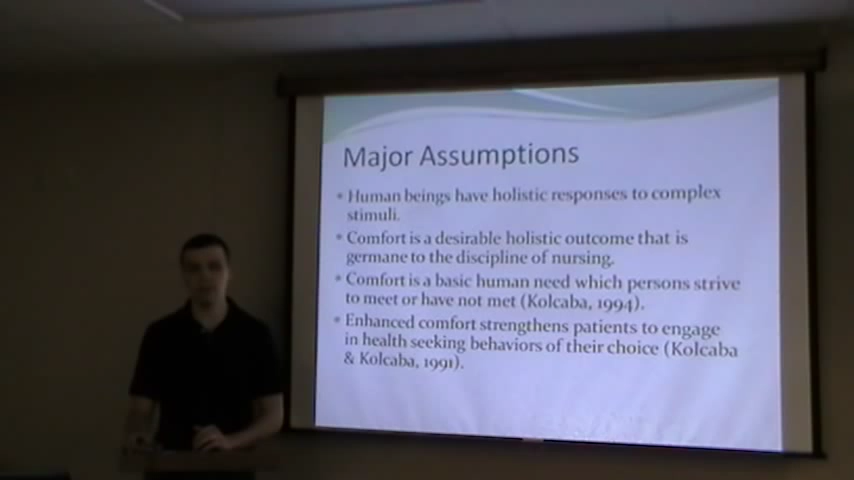 Major Assumptions
* Human beings have holistic responses to complex
stimuli.
* Comfort is a desirable holistic outcome that is
germane to the discipline of nursing.
* Comfort is a basic human need which persons strive
to meet or have not met (Kolcaba, 1994).
* Enhanced comfort strengthens patients to engage
in health seeking behaviors of their choice (Kolcaba
& Kolcaba, 1991).